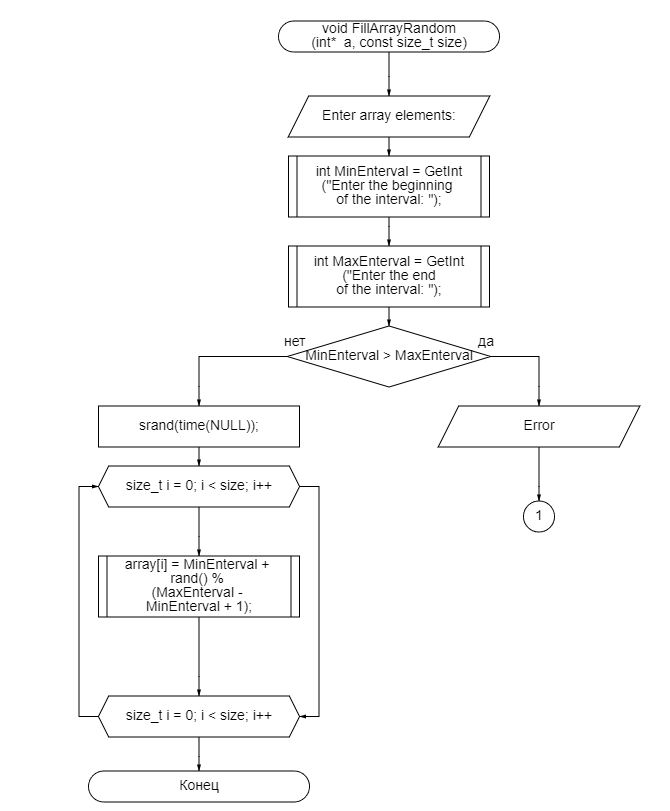 void FillArrayRandom
(int* a, const size_t size)
Enter array elements:
int MinEnterval = GetInt
("Enter the beginning
of the interval: ");
int MaxEnterval = GetInt
("Enter the end
of the interval: ");
нет
MinEnterval > MaxEnterval
да
srand(time(NULL));
Error
size_t i = 0; i < size; i++
1
array[i] = MinEnterval +
rand() %
(MaxEnterval -
MinEnterval + 1);
size_t i = 0; i < size; i++
Конец